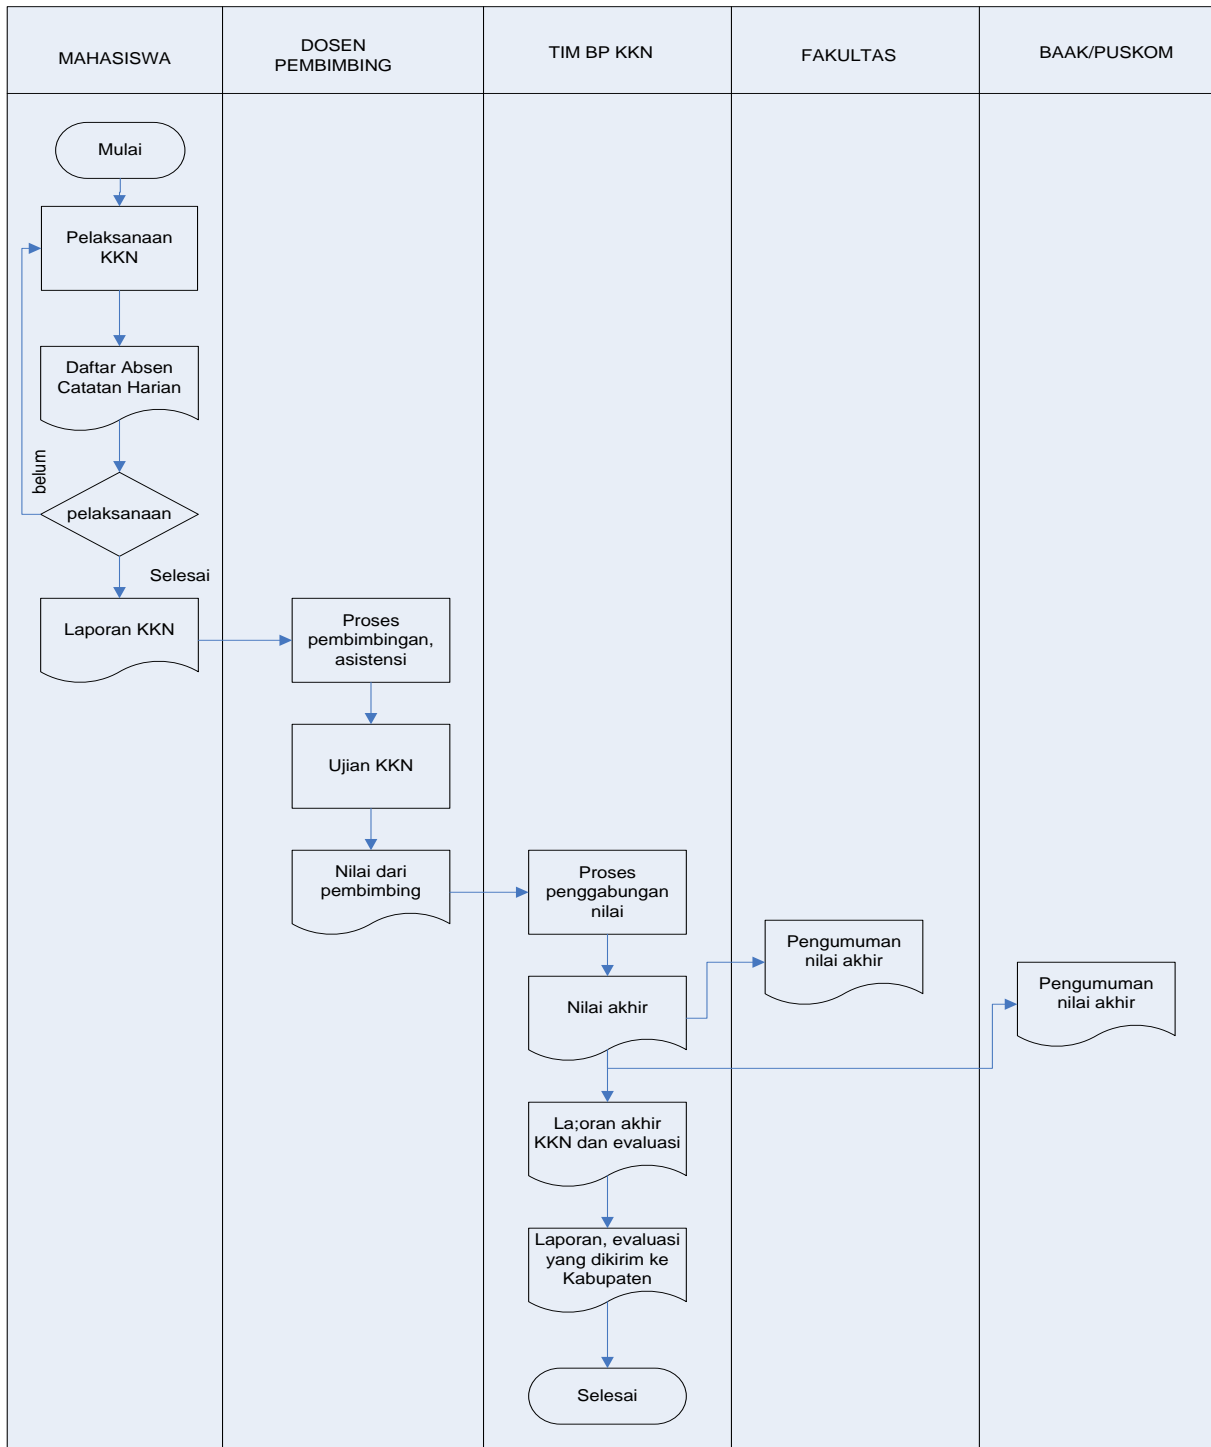 MAHASISWA
DOSEN
PEMBIMBING
TIM BP KKN
FAKULTAS
BAAK/PUSKOM
Mulai
Pelaksanaan
KKN
Daftar Absen
Catatan Harian
belum
pelaksanaan
Selesai
Laporan KKN
Proses
pembimbingan,
asistensi
Ujian KKN
Nilai dari
pembimbing
Proses
penggabungan
nilai
Pengumuman
nilai akhir
Pengumuman
nilai akhir
Nilai akhir
La;oran akhir
KKN dan evaluasi
Laporan, evaluasi
yang dikirim ke
Kabupaten
Selesai